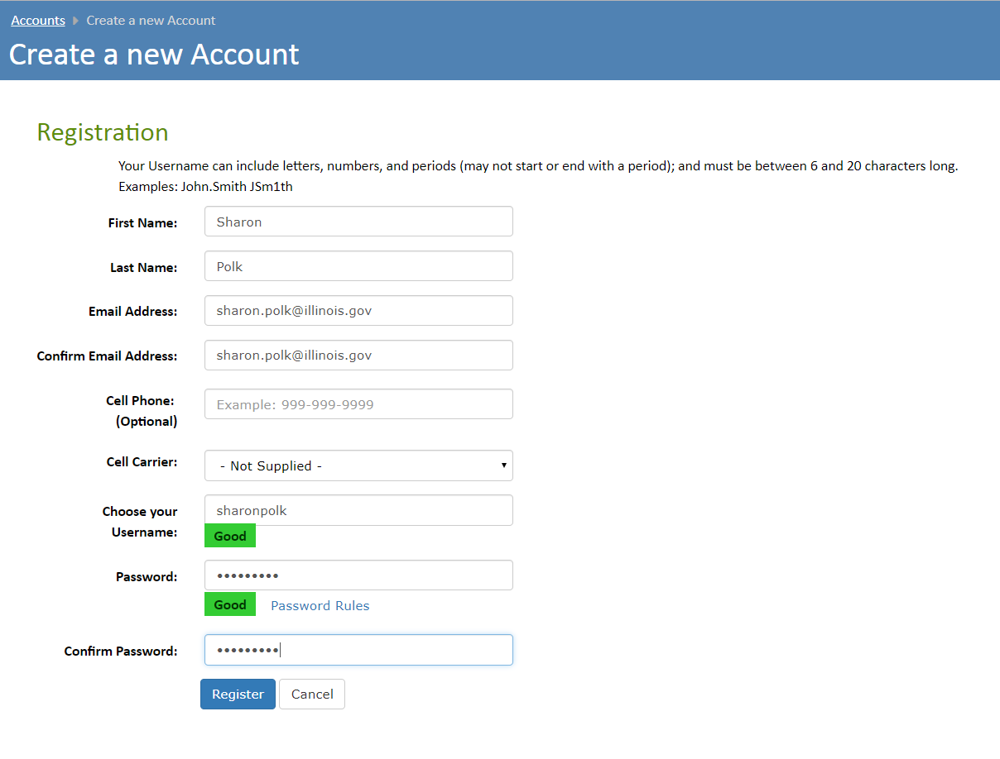 Accounts Create a new Account
Create a new Account
Registration
Your Username can include letters, numbers, and periods (may not start or end with a period); and must be between 6 and 20 characters long.
Examples: John.Smith JSm1th
First Name: Sharon
Last Name: Polk
Email Address: sharon.polk@illinois.gov
Confirm Email Address: sharon.polk@illinois.gov
Cell Phone: Example: 999-999-9999
(Optional)
Cell Carrier: - Not Supplied -
Choose your sharonpolk
Username: Good
Password: •••••••••
Good Password Rules
Confirm Password: •••••••••
Register Cancel